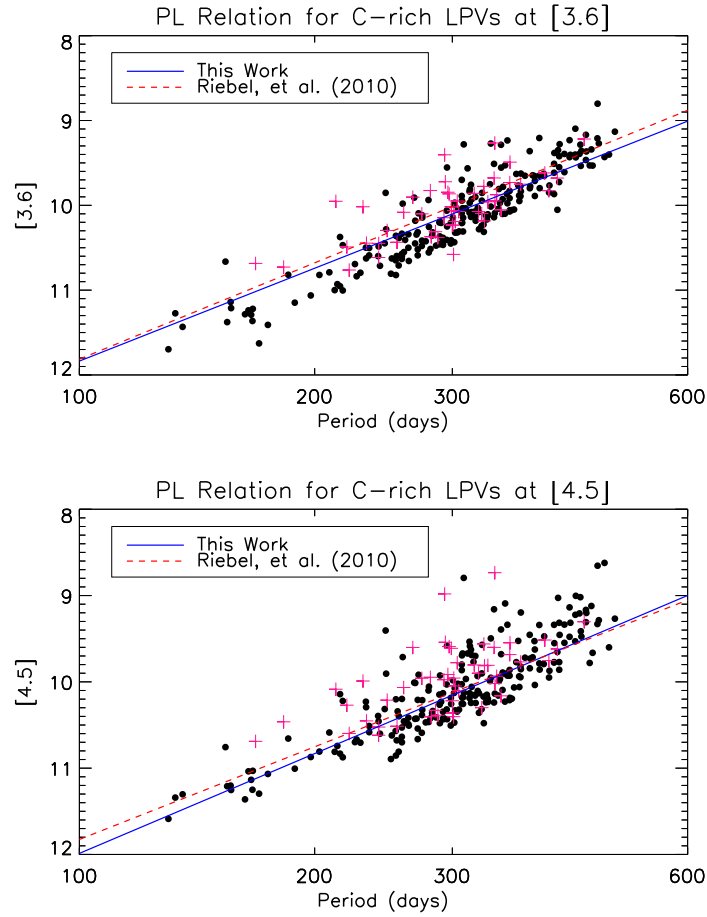 PL Relation for C-rich LPVs at [3.6]
8
This Work
Riebel, et al. (2010)
9
[3.6]
10
11
12
100
200
300
600
Period (days)
PL Relation for C-rich LPVs at [4.5]
8
This Work
Riebel, et al. (2010)
9
[4.5]
10
11
12
100
200
300
600
Period (days)